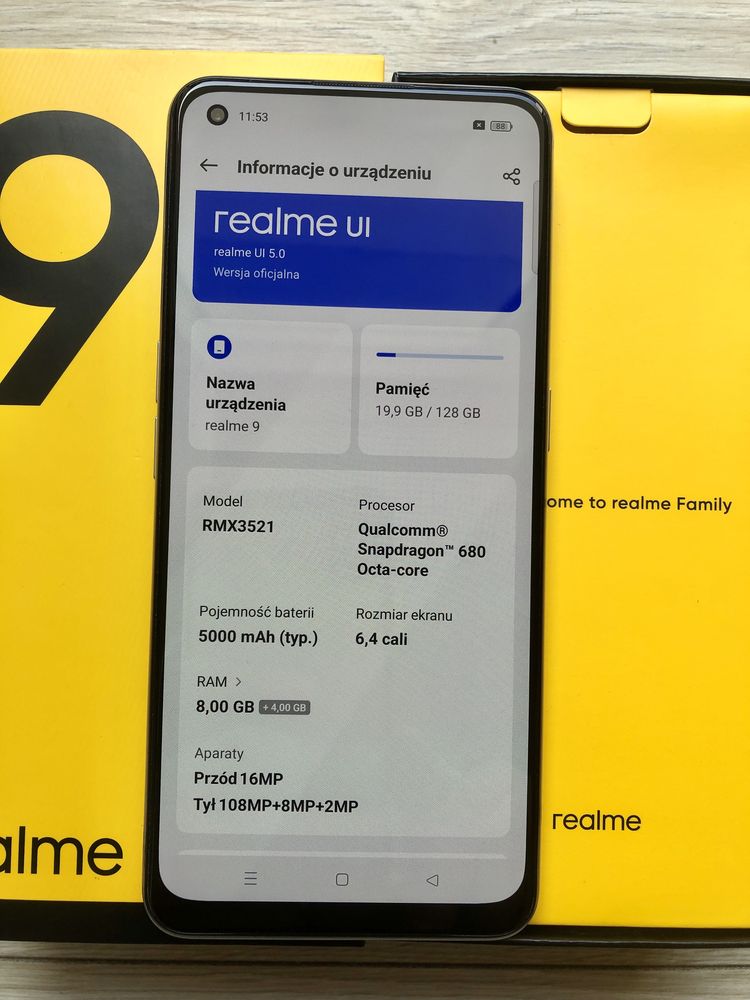 11:53
88
Informacje o urządzeniu
realme UI
realme UI 5.0
Wersja oficjalna
Nazwa
urządzenia
realme 9
Pamięć
19,9 GB / 128 GB
Model
RMX3521
Procesor
Qualcomm®
Snapdragon™ 680
Octa-core
Pojemność baterii
5000 mAh (typ.)
Rozmiar ekranu
6,4 cali
RAM >
8,00 GB + 4,00 GB
Aparaty
Przód 16MP
Tył 108MP+8MP+2MP
9
alme
ome to realme Family
realme